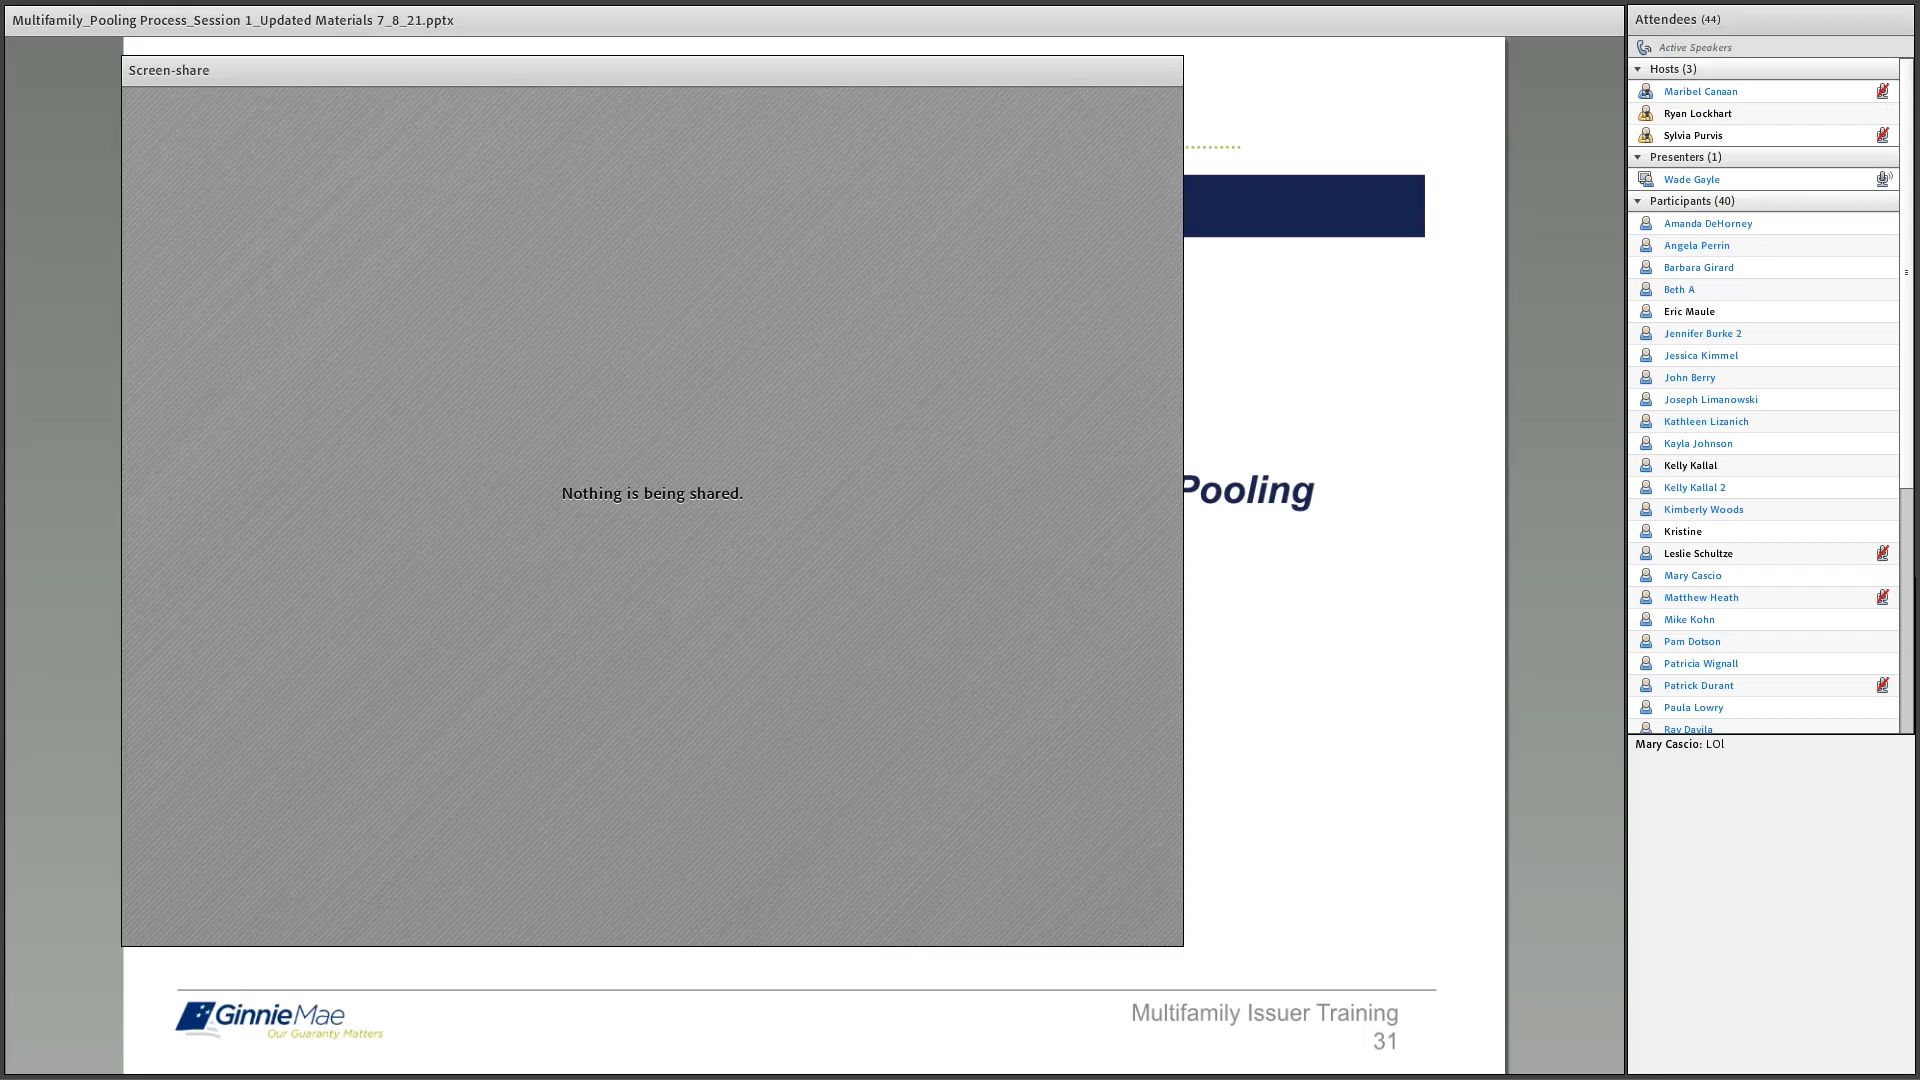 Multifamily_Pooling Process_Session 1_Updated Materials 7_8_21.pptx
Screen-share
Nothing is being shared.
Pooling
GinnieMae
Our Guaranty Matters
Multifamily Issuer Training
31
Attendees (44)
Active Speakers
Hosts (3)
Maribel Canaan
Ryan Lockhart
Sylvia Purvis
Presenters (1)
Wade Gayle
Participants (40)
Amanda DeHorney
Angela Perrin
Barbara Girard
Beth A
Eric Maule
Jennifer Burke 2
Jessica Kimmel
John Berry
Joseph Limanowski
Kathleen Lizanich
Kayla Johnson
Kelly Kallal
Kelly Kallal 2
Kimberly Woods
Kristine
Leslie Schultze
Mary Cascio
Matthew Heath
Mike Kohn
Pam Dotson
Patricia Wignall
Patrick Durant
Paula Lowry
Ray Davila
Mary Cascio: LOl